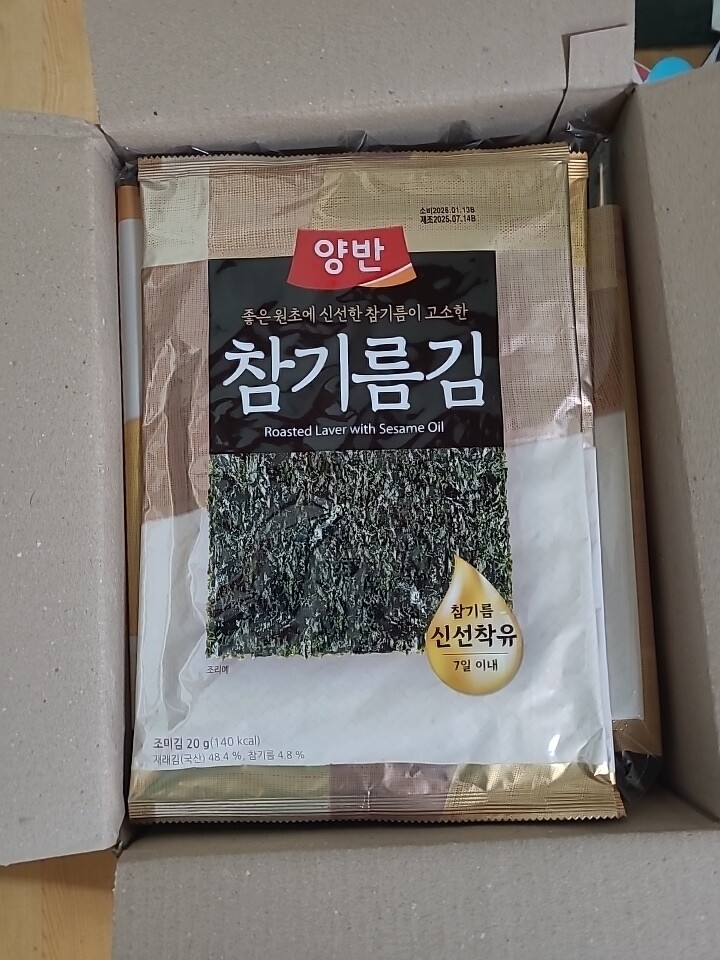 소비2026.01.13B
제조2025.07.14B
양반
좋은 원초에 신선한 참기름이 고소한
참기름김
Roasted Laver with Sesame Oil
참기름
신선착유
7일 이내
조리예
조미김 20 g(140 kcal)
재래김(국산) 48.4 %, 참기름 4.8 %